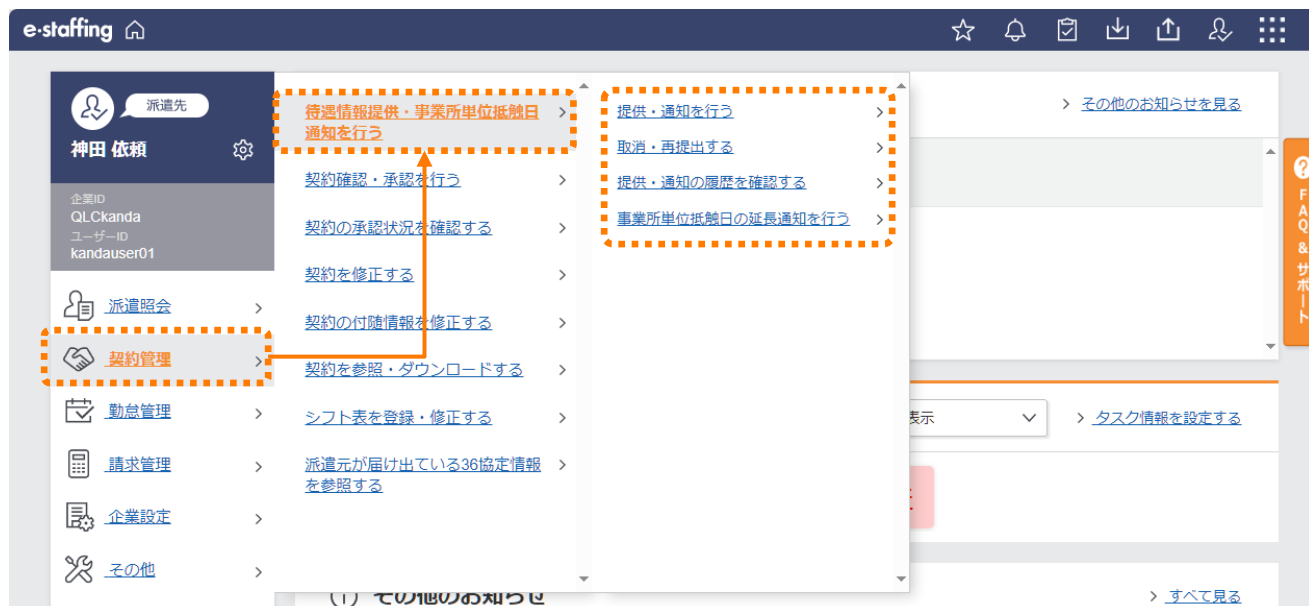 e-staffing
派遣先
神田 依頼
企業ID
QLCkanda
ユーザーID
kandauser01
派遣照会
契約管理
勤怠管理
請求管理
企業設定
その他
待遇情報提供・事業所単位抵触日
通知を行う
契約確認・承認を行う
契約の承認状況を確認する
契約を修正する
契約の付随情報を修正する
契約を参照・ダウンロードする
シフト表を登録・修正する
派遣元が届け出ている36協定情報
を参照する
提供・通知を行う
取消・再提出する
提供・通知の履歴を確認する
事業所単位抵触日の延長通知を行う
その他のお知らせを見る
表示
タスク情報を設定する
その他のお知らせ
すべて見る
FAQ&サポート